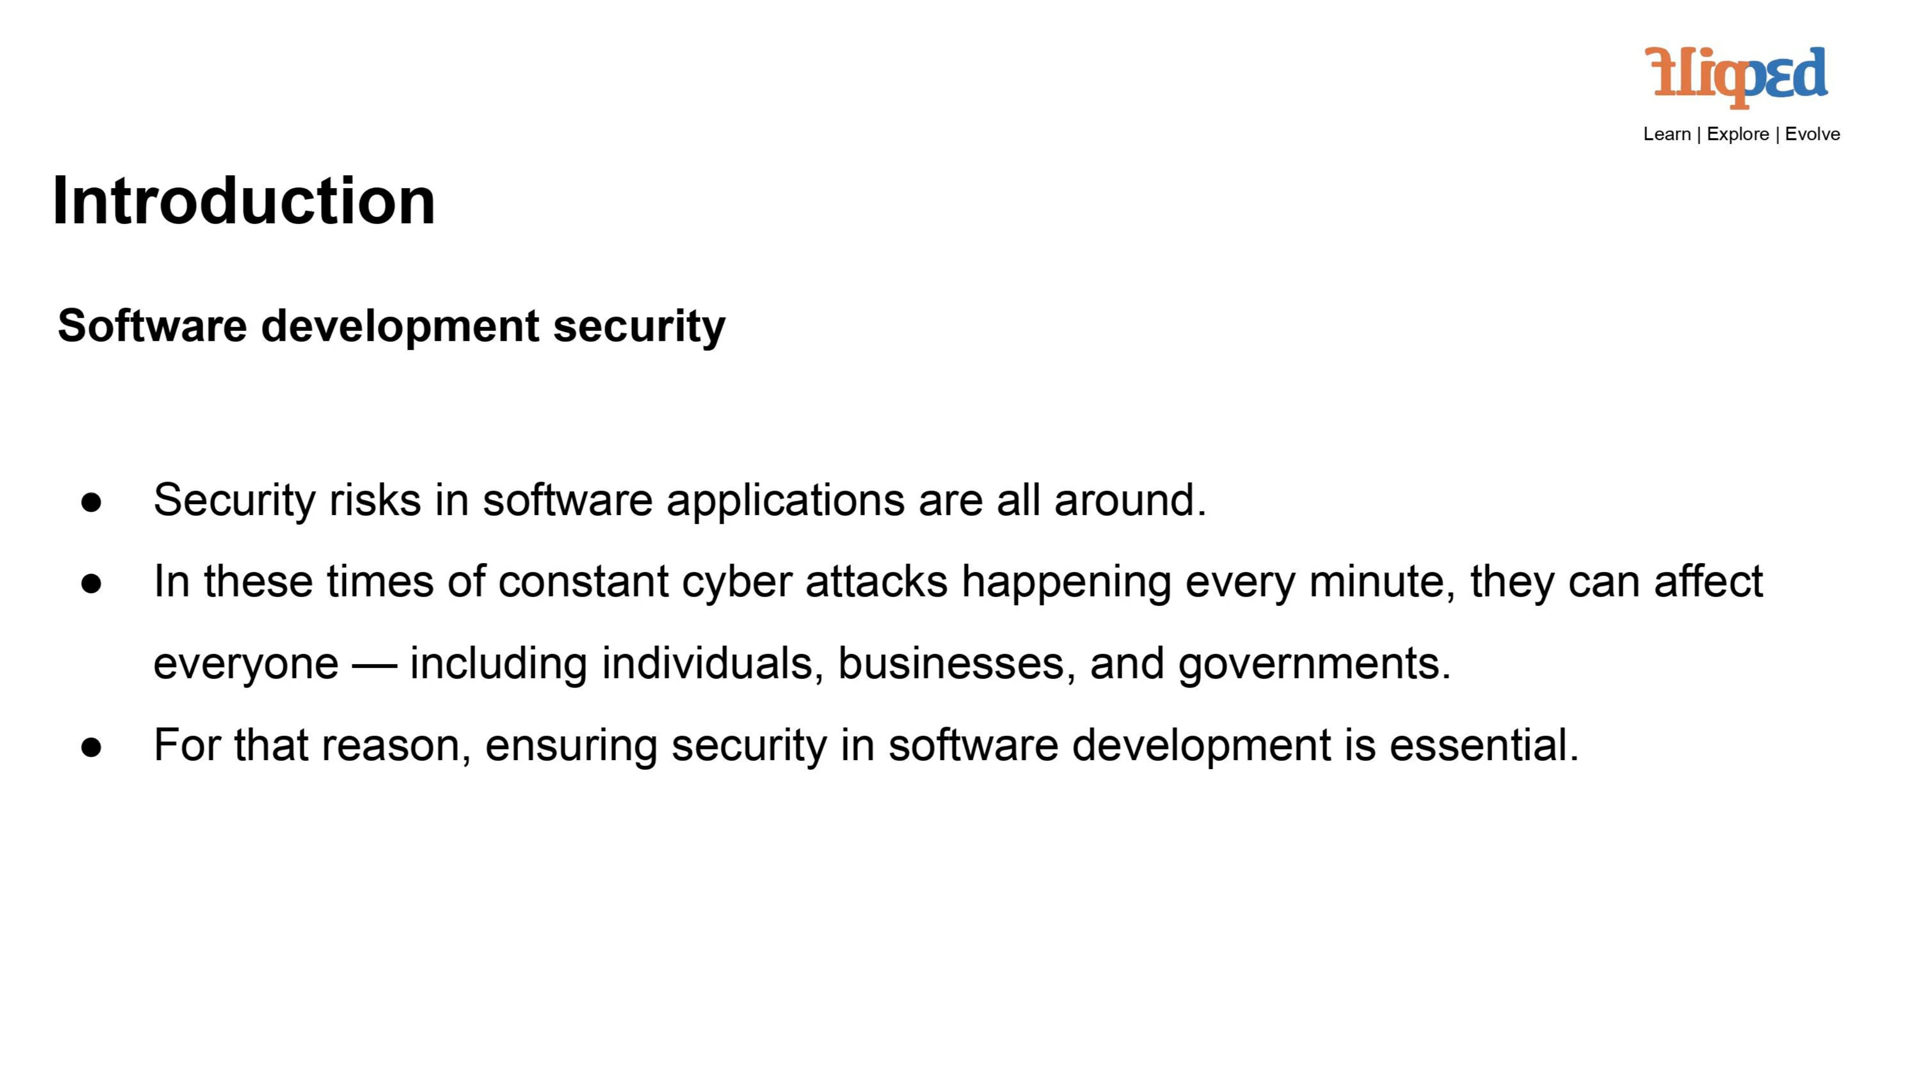 fliqped
Learn | Explore | Evolve
Introduction
Software development security
● Security risks in software applications are all around.
● In these times of constant cyber attacks happening every minute, they can affect
everyone — including individuals, businesses, and governments.
● For that reason, ensuring security in software development is essential.